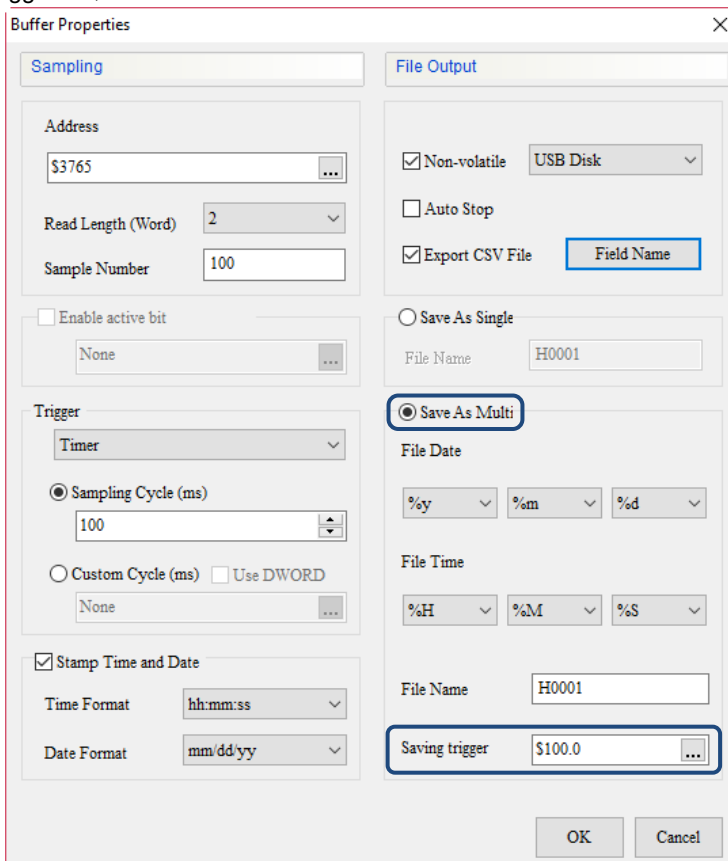 Buffer Properties
Sampling
Address
$3765
...
Read Length (Word) 2
Sample Number 100
Enable active bit
None
...
Trigger
Timer
Sampling Cycle (ms)
100
Custom Cycle (ms) Use DWORD
None
...
Stamp Time and Date
Time Format hh:mm:ss
Date Format mm/dd/yy
File Output
Non-volatile USB Disk
Auto Stop
Export CSV File Field Name
Save As Single
File Name H0001
Save As Multi
File Date
%y %m %d
File Time
%H %M %S
File Name H0001
Saving trigger $100.0 ...
OK Cancel